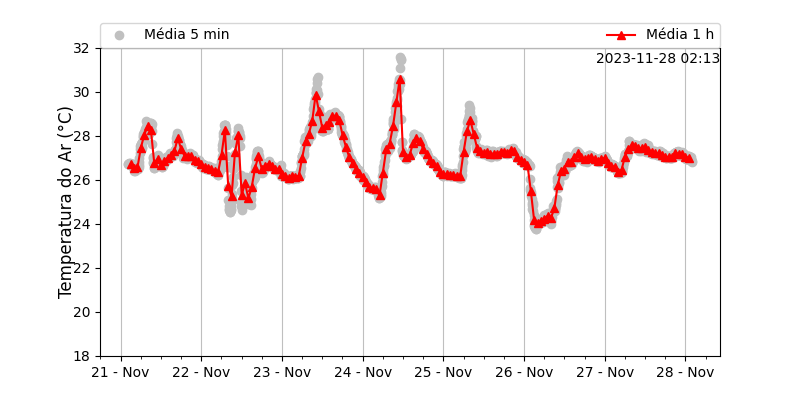 Média 5 min
Média 1 h
2023-11-28 02:13
Temperatura do Ar (°C)
32
30
28
26
24
22
20
18
21 - Nov
22 - Nov
23 - Nov
24 - Nov
25 - Nov
26 - Nov
27 - Nov
28 - Nov